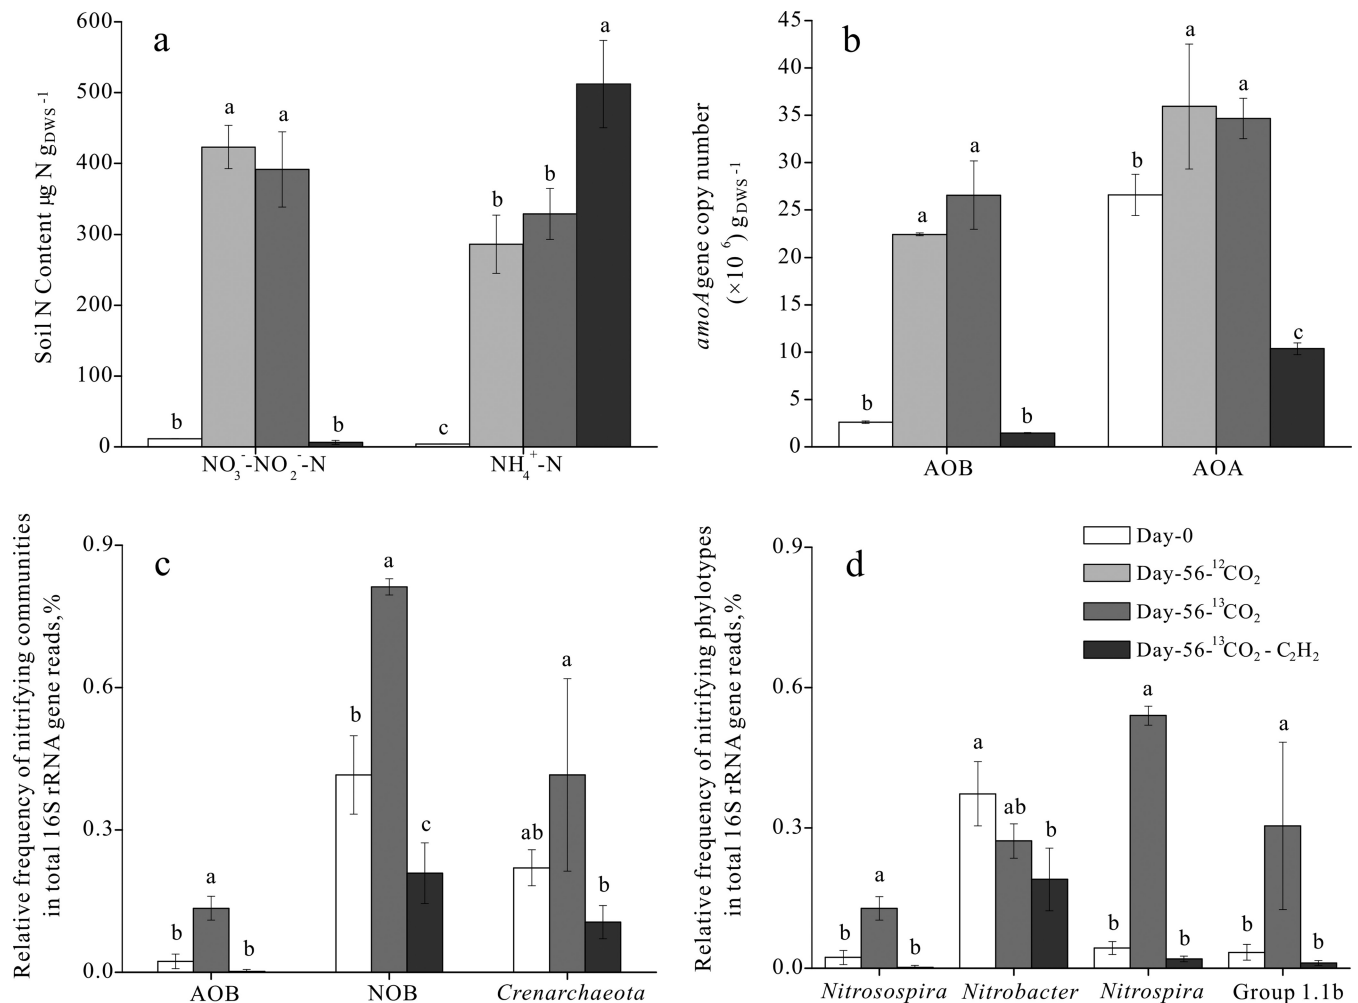 a
Soil N Content µg N g DWS ⁻¹
600
500
400
300
200
100
0
b
a
a
b
c
b
b
a
NO₃⁻-NO₂⁻-N
NH₄⁺-N
b
amoA gene copy number
(×10⁶) g DWS ⁻¹
45
40
35
30
25
20
15
10
5
0
b
a
a
b
b
a
a
c
AOB
AOA
c
Relative frequency of nitrifying communities
in total 16S rRNA gene reads,%
0.9
0.6
0.3
0.0
b
a
b
b
a
c
ab
a
b
AOB
NOB
Crenarchaeota
d
Relative frequency of nitrifying phylotypes
in total 16S rRNA gene reads,%
0.9
0.6
0.3
0.0
Day-0
Day-56-¹²CO₂
Day-56-¹³CO₂
Day-56-¹³CO₂ - C₂H₂
b
a
b
a
ab
b
b
a
b
b
a
b
Nitrosospira
Nitrobacter
Nitrospira
Group 1.1b